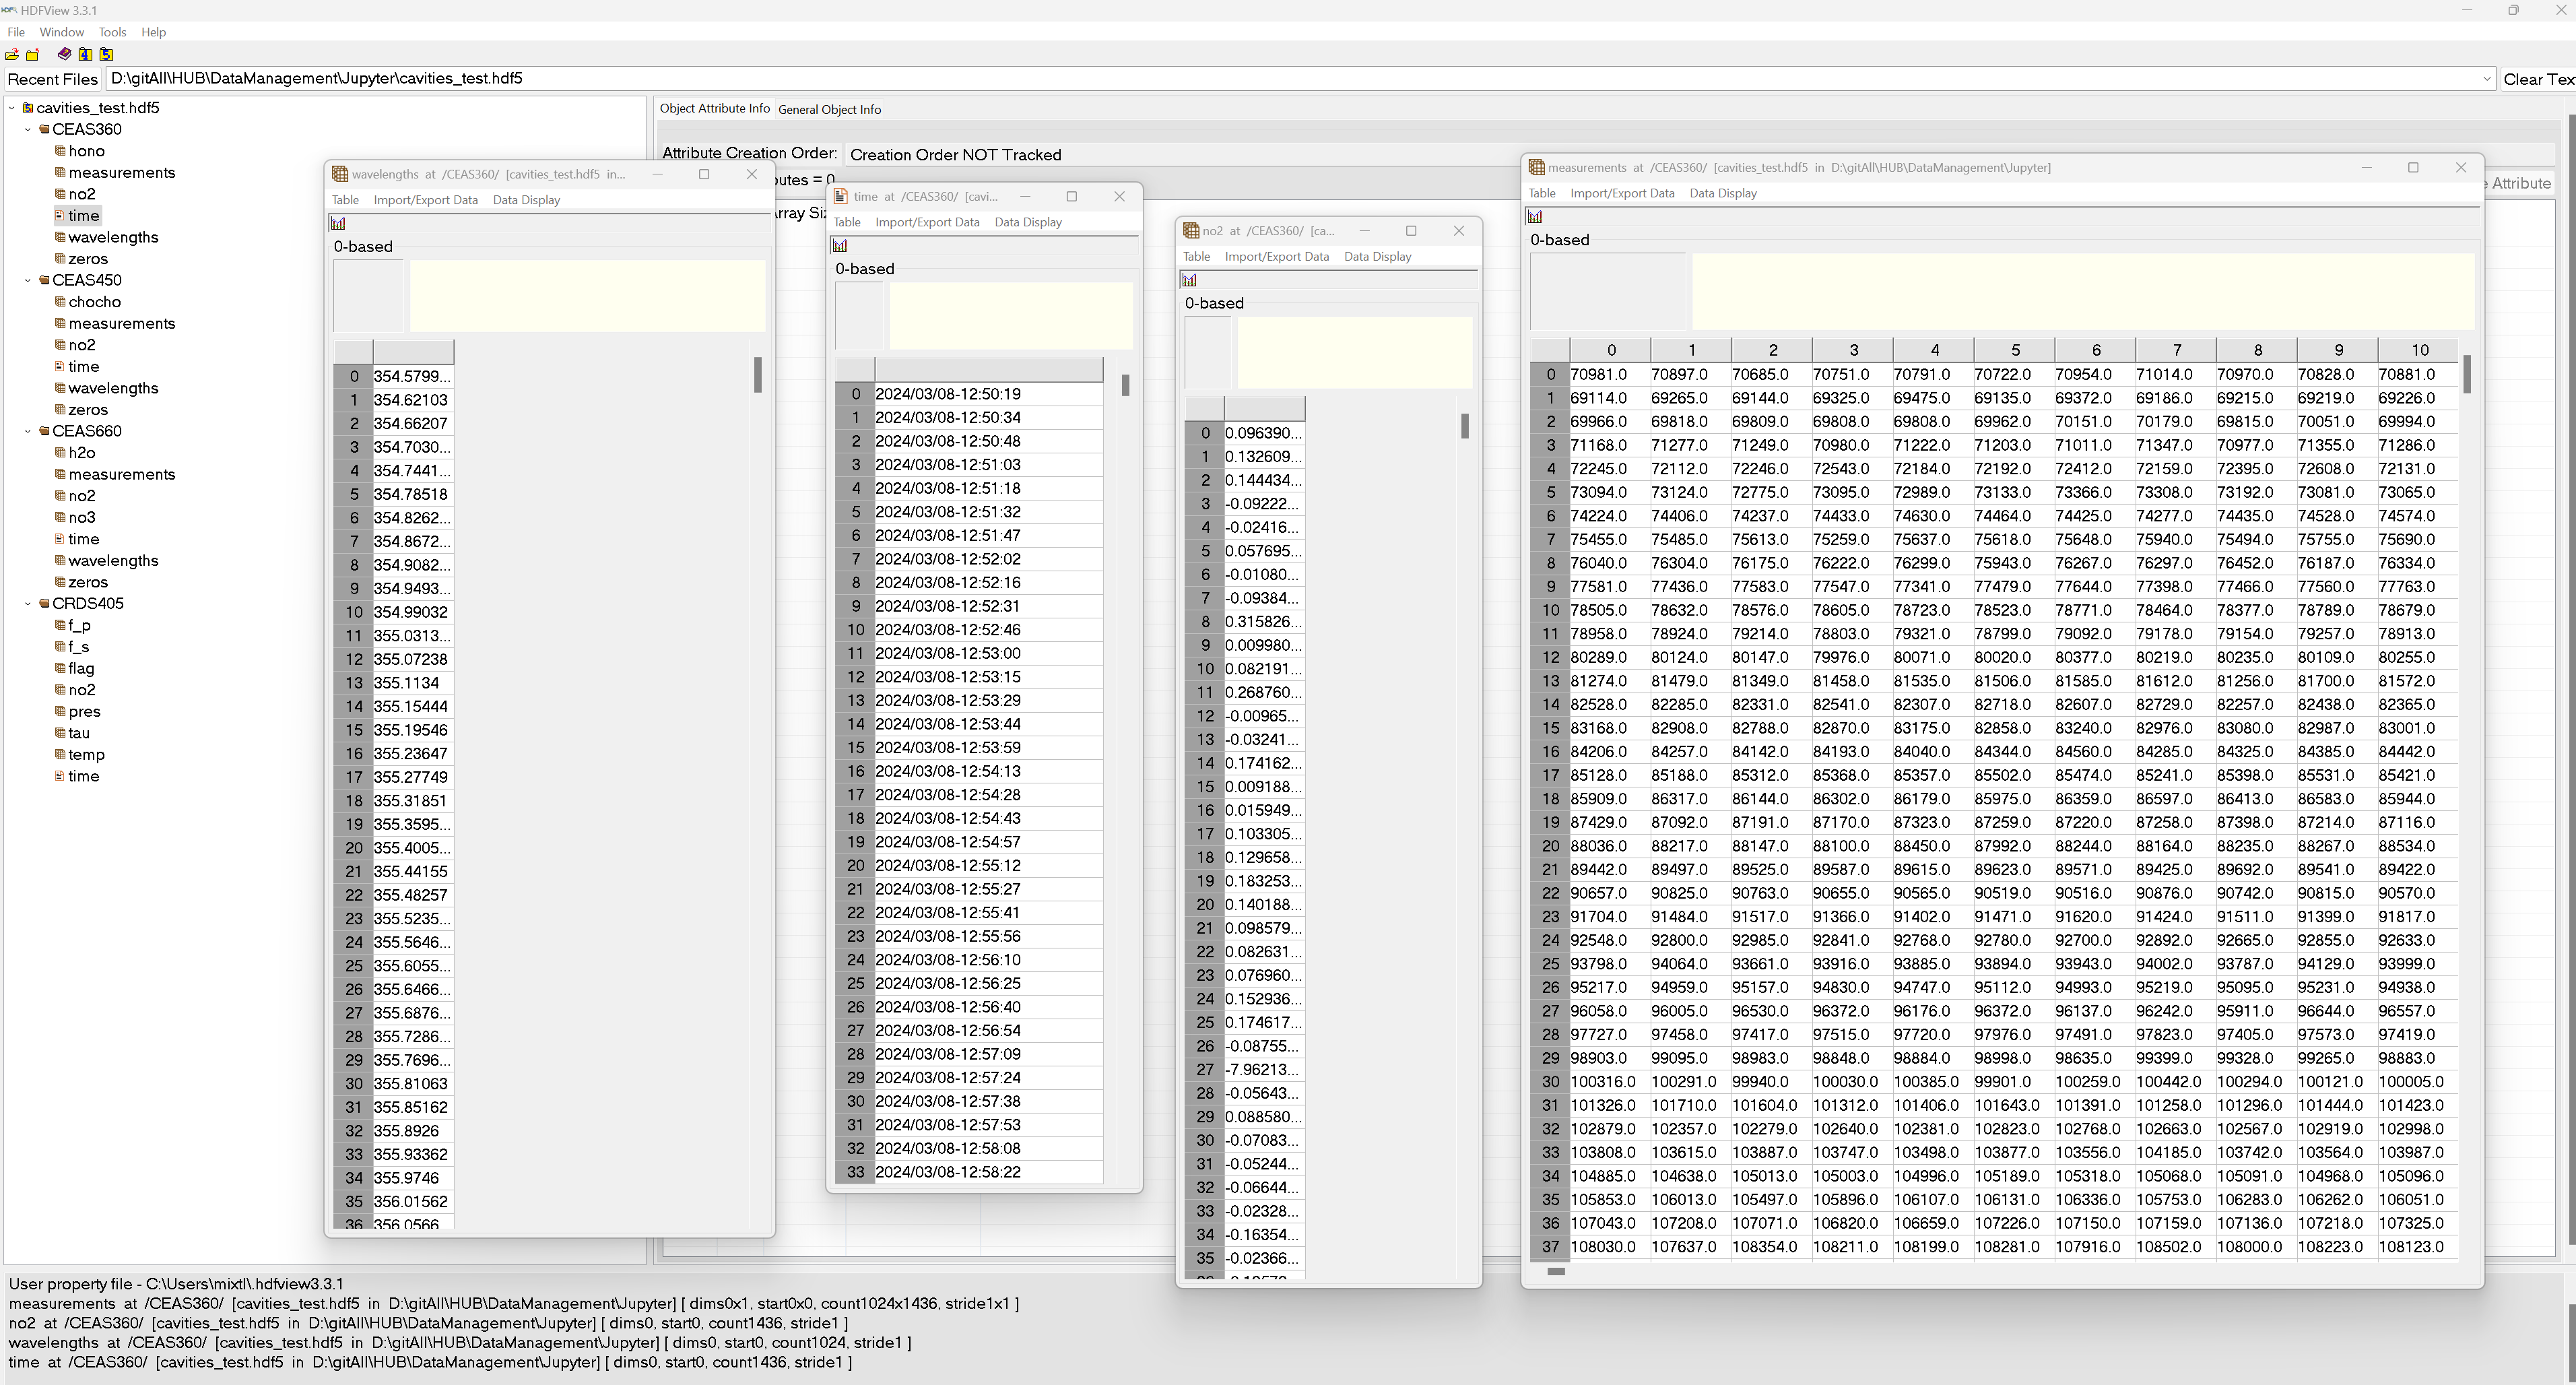 HDFView 3.3.1
File Window Tools Help
Recent Files D:\gitAll\HUB\DataManagement\Jupyter\cavities_test.hdf5 Clear Tex
cavities_test.hdf5
CEAS360
hono
measurements
no2
time
wavelengths
zeros
CEAS450
chocho
measurements
no2
time
wavelengths
zeros
CEAS660
h2o
measurements
no2
no3
time
wavelengths
zeros
CRDS405
f_p
f_s
flag
no2
pres
tau
temp
time
Object Attribute Info General Object Info
Attribute Creation Order: Creation Order NOT Tracked
butes = 0
Array Si
Attribute
wavelengths at /CEAS360/ [cavities_test.hdf5 in...
Table Import/Export Data Data Display
0-based
0 354.5799...
1 354.62103
2 354.66207
3 354.7030...
4 354.7441...
5 354.78518
6 354.8262...
7 354.8672...
8 354.9082...
9 354.9493...
10 354.99032
11 355.0313...
12 355.07238
13 355.1134
14 355.15444
15 355.19546
16 355.23647
17 355.27749
18 355.31851
19 355.3595...
20 355.4005...
21 355.44155
22 355.48257
23 355.5235...
24 355.5646...
25 355.6055...
26 355.6466...
27 355.6876...
28 355.7286...
29 355.7696...
30 355.81063
31 355.85162
32 355.8926
33 355.93362
34 355.9746
35 356.01562
36 356.0566
time at /CEAS360/ [cavi...
Table Import/Export Data Data Display
0-based
0 2024/03/08-12:50:19
1 2024/03/08-12:50:34
2 2024/03/08-12:50:48
3 2024/03/08-12:51:03
4 2024/03/08-12:51:18
5 2024/03/08-12:51:32
6 2024/03/08-12:51:47
7 2024/03/08-12:52:02
8 2024/03/08-12:52:16
9 2024/03/08-12:52:31
10 2024/03/08-12:52:46
11 2024/03/08-12:53:00
12 2024/03/08-12:53:15
13 2024/03/08-12:53:29
14 2024/03/08-12:53:44
15 2024/03/08-12:53:59
16 2024/03/08-12:54:13
17 2024/03/08-12:54:28
18 2024/03/08-12:54:43
19 2024/03/08-12:54:57
20 2024/03/08-12:55:12
21 2024/03/08-12:55:27
22 2024/03/08-12:55:41
23 2024/03/08-12:55:56
24 2024/03/08-12:56:10
25 2024/03/08-12:56:25
26 2024/03/08-12:56:40
27 2024/03/08-12:56:54
28 2024/03/08-12:57:09
29 2024/03/08-12:57:24
30 2024/03/08-12:57:38
31 2024/03/08-12:57:53
32 2024/03/08-12:58:08
33 2024/03/08-12:58:22
no2 at /CEAS360/ [ca...
Table Import/Export Data Data Display
0-based
0 0.096390...
1 0.132609...
2 0.144434...
3 -0.09222...
4 -0.02416...
5 0.057695...
6 -0.01080...
7 -0.09384...
8 0.315826...
9 0.009980...
10 0.082191...
11 0.268760...
12 -0.00965...
13 -0.03241...
14 0.174162...
15 0.009188...
16 0.015949...
17 0.103305...
18 0.129658...
19 0.183253...
20 0.140188...
21 0.098579...
22 0.082631...
23 0.076960...
24 0.152936...
25 0.174617...
26 -0.08755...
27 -7.96213...
28 -0.05643...
29 0.088580...
30 -0.07083...
31 -0.05244...
32 -0.06644...
33 -0.02328...
34 -0.16354...
35 -0.02366...
measurements at /CEAS360/ [cavities_test.hdf5 in D:\gitAll\HUB\DataManagement\Jupyter]
Table Import/Export Data Data Display
0-based
0 1 2 3 4 5 6 7 8 9 10
0 70981.0 70897.0 70685.0 70751.0 70791.0 70722.0 70954.0 71014.0 70970.0 70828.0 70881.0
1 69114.0 69265.0 69144.0 69325.0 69475.0 69135.0 69372.0 69186.0 69215.0 69219.0 69226.0
2 69966.0 69818.0 69809.0 69808.0 69808.0 69962.0 70151.0 70179.0 69815.0 70051.0 69994.0
3 71168.0 71277.0 71249.0 70980.0 71222.0 71203.0 71011.0 71347.0 70977.0 71355.0 71286.0
4 72245.0 72112.0 72246.0 72543.0 72184.0 72192.0 72412.0 72159.0 72395.0 72608.0 72131.0
5 73094.0 73124.0 72775.0 73095.0 72989.0 73133.0 73366.0 73308.0 73192.0 73081.0 73065.0
6 74224.0 74406.0 74237.0 74433.0 74630.0 74464.0 74425.0 74277.0 74435.0 74528.0 74574.0
7 75455.0 75485.0 75613.0 75259.0 75637.0 75618.0 75648.0 75940.0 75494.0 75755.0 75690.0
8 76040.0 76304.0 76175.0 76222.0 76299.0 75943.0 76267.0 76297.0 76452.0 76187.0 76334.0
9 77581.0 77436.0 77583.0 77547.0 77341.0 77479.0 77644.0 77398.0 77466.0 77560.0 77763.0
10 78505.0 78632.0 78576.0 78605.0 78723.0 78523.0 78771.0 78464.0 78377.0 78789.0 78679.0
11 78958.0 78924.0 79214.0 78803.0 79321.0 78799.0 79092.0 79178.0 79154.0 79257.0 78913.0
12 80289.0 80124.0 80147.0 79976.0 80071.0 80020.0 80377.0 80219.0 80235.0 80109.0 80255.0
13 81274.0 81479.0 81349.0 81458.0 81535.0 81506.0 81585.0 81612.0 81256.0 81700.0 81572.0
14 82528.0 82285.0 82331.0 82541.0 82307.0 82718.0 82607.0 82729.0 82257.0 82438.0 82365.0
15 83168.0 82908.0 82788.0 82870.0 83175.0 82858.0 83240.0 82976.0 83080.0 82987.0 83001.0
16 84206.0 84257.0 84142.0 84193.0 84040.0 84344.0 84560.0 84285.0 84325.0 84385.0 84442.0
17 85128.0 85188.0 85312.0 85368.0 85357.0 85502.0 85474.0 85241.0 85398.0 85531.0 85421.0
18 85909.0 86317.0 86144.0 86302.0 86179.0 85975.0 86359.0 86597.0 86413.0 86583.0 85944.0
19 87429.0 87092.0 87191.0 87170.0 87323.0 87259.0 87220.0 87258.0 87398.0 87214.0 87116.0
20 88036.0 88217.0 88147.0 88100.0 88450.0 87992.0 88244.0 88164.0 88235.0 88267.0 88534.0
21 89442.0 89497.0 89525.0 89587.0 89615.0 89623.0 89571.0 89425.0 89692.0 89541.0 89422.0
22 90657.0 90825.0 90763.0 90655.0 90565.0 90519.0 90516.0 90876.0 90742.0 90815.0 90570.0
23 91704.0 91484.0 91517.0 91366.0 91402.0 91471.0 91620.0 91424.0 91511.0 91399.0 91817.0
24 92548.0 92800.0 92985.0 92841.0 92768.0 92780.0 92700.0 92892.0 92665.0 92855.0 92633.0
25 93798.0 94064.0 93661.0 93916.0 93885.0 93894.0 93943.0 94002.0 93787.0 94129.0 93999.0
26 95217.0 94959.0 95157.0 94830.0 94747.0 95112.0 94993.0 95219.0 95095.0 95231.0 94938.0
27 96058.0 96005.0 96530.0 96372.0 96176.0 96372.0 96137.0 96242.0 95911.0 96644.0 96557.0
28 97727.0 97458.0 97417.0 97515.0 97720.0 97976.0 97491.0 97823.0 97405.0 97573.0 97419.0
29 98903.0 99095.0 98983.0 98848.0 98884.0 98998.0 98635.0 99399.0 99328.0 99265.0 98883.0
30 100316.0 100291.0 99940.0 100030.0 100385.0 99901.0 100259.0 100442.0 100294.0 100121.0 100005.0
31 101326.0 101710.0 101604.0 101312.0 101406.0 101643.0 101391.0 101258.0 101296.0 101444.0 101423.0
32 102879.0 102357.0 102279.0 102640.0 102381.0 102823.0 102768.0 102663.0 102567.0 102919.0 102998.0
33 103808.0 103615.0 103887.0 103747.0 103498.0 103877.0 103556.0 104185.0 103742.0 103564.0 103987.0
34 104885.0 104638.0 105013.0 105003.0 104996.0 105189.0 105318.0 105068.0 105091.0 104968.0 105096.0
35 105853.0 106013.0 105497.0 105896.0 106107.0 106131.0 106336.0 105753.0 106283.0 106262.0 106051.0
36 107043.0 107208.0 107071.0 106820.0 106659.0 107226.0 107150.0 107159.0 107136.0 107218.0 107325.0
37 108030.0 107637.0 108354.0 108211.0 108199.0 108281.0 107916.0 108502.0 108000.0 108223.0 108123.0
User property file - C:\Users\mixtl\.hdfview3.3.1
measurements at /CEAS360/ [cavities_test.hdf5 in D:\gitAll\HUB\DataManagement\Jupyter] [ dims0x1, start0x0, count1024x1436, stride1x1 ]
no2 at /CEAS360/ [cavities_test.hdf5 in D:\gitAll\HUB\DataManagement\Jupyter] [ dims0, start0, count1436, stride1 ]
wavelengths at /CEAS360/ [cavities_test.hdf5 in D:\gitAll\HUB\DataManagement\Jupyter] [ dims0, start0, count1024, stride1 ]
time at /CEAS360/ [cavities_test.hdf5 in D:\gitAll\HUB\DataManagement\Jupyter] [ dims0, start0, count1436, stride1 ]